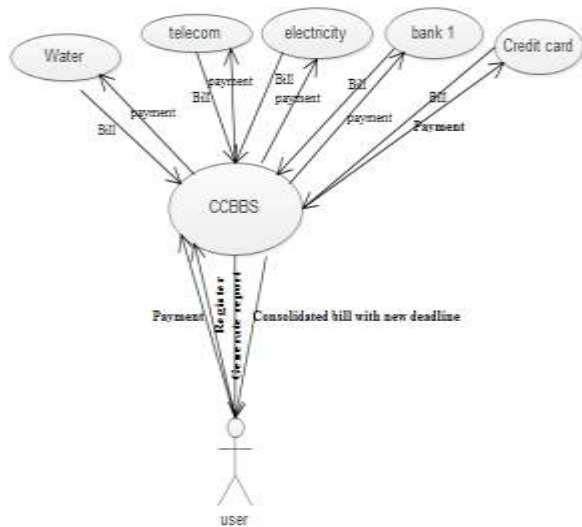 telecom
electricity
bank 1
Credit card
Water
payment
Bill
payment
Bill
Bill
payment
Bill
payment
Bill
Payment
CCBBS
Payment
Register
Generate report
Consolidated bill with new deadline
user